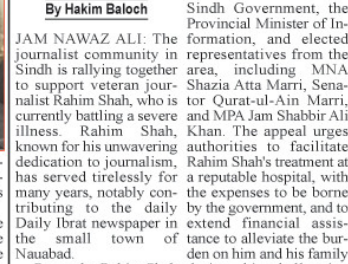 By Hakim Baloch
JAM NAWAZ ALI: The
journalist community in
Sindh is rallying together
to support veteran jour-
nalist Rahim Shah, who is
currently battling a severe
illness. Rahim Shah,
known for his unwavering
dedication to journalism,
has served tirelessly for
many years, notably con-
tributing to the daily
Daily Ibrat newspaper in
the small town of
Nauabad.
Sindh Government, the
Provincial Minister of In-
formation, and elected
representatives from the
area, including MNA
Shazia Atta Marri, Sena-
tor Qurat-ul-Ain Marri,
and MPA Jam Shabbir Ali
Khan. The appeal urges
authorities to facilitate
Rahim Shah's treatment at
a reputable hospital, with
the expenses to be borne
by the government, and to
extend financial assis-
tance to alleviate the bur-
den on him and his family